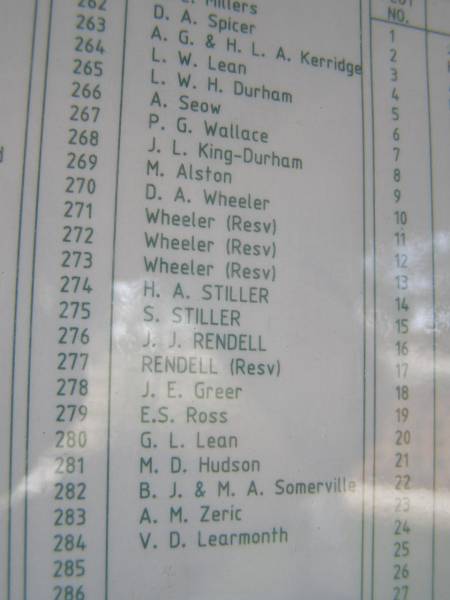 262
263
264
265
266
267
268
269
270
271
272
273
274
275
276
277
278
279
280
281
282
283
284
285
286
Millers
D. A. Spicer
A. G. & H. L. A. Kerridge
L. W. Lean
L. W. H. Durham
A. Seow
P. G. Wallace
J. L. King-Durham
M. Alston
D. A. Wheeler
Wheeler (Resv)
Wheeler (Resv)
Wheeler (Resv)
H. A. STILLER
S. STILLER
J. J. RENDELL
RENDELL (Resv)
J. E. Greer
E.S. Ross
G. L. Lean
M. D. Hudson
B. J. & M. A. Somerville
A. M. Zeric
V. D. Learmonth
NO.
1
2
3
4
5
6
7
8
9
10
11
12
13
14
15
16
17
18
19
20
21
22
23
24
25
26
27